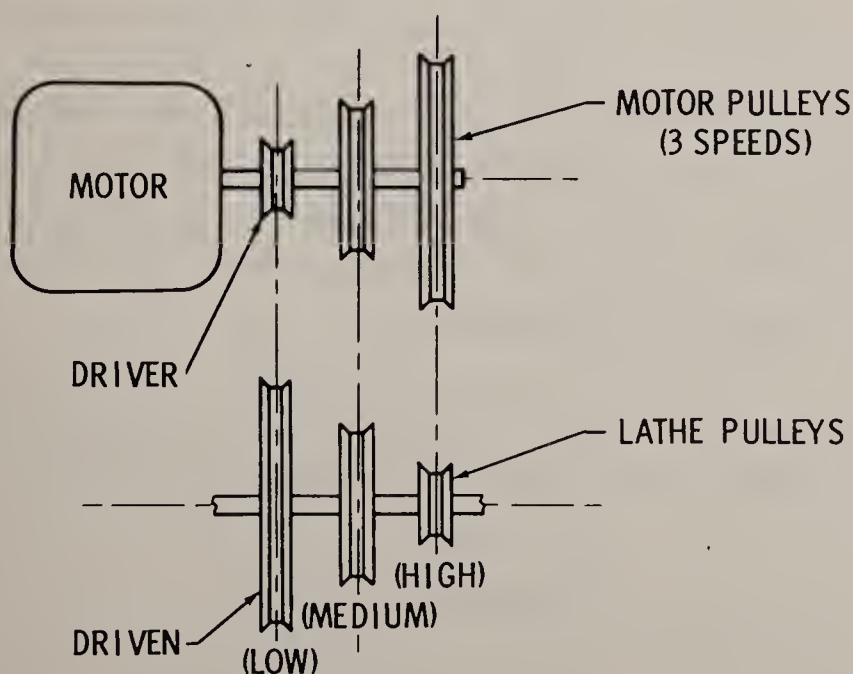 MOTOR PULLEYS
(3 SPEEDS)
MOTOR
DRIVER
LATHE PULLEYS
(HIGH)
(MEDIUM)
DRIVEN
(LOW)